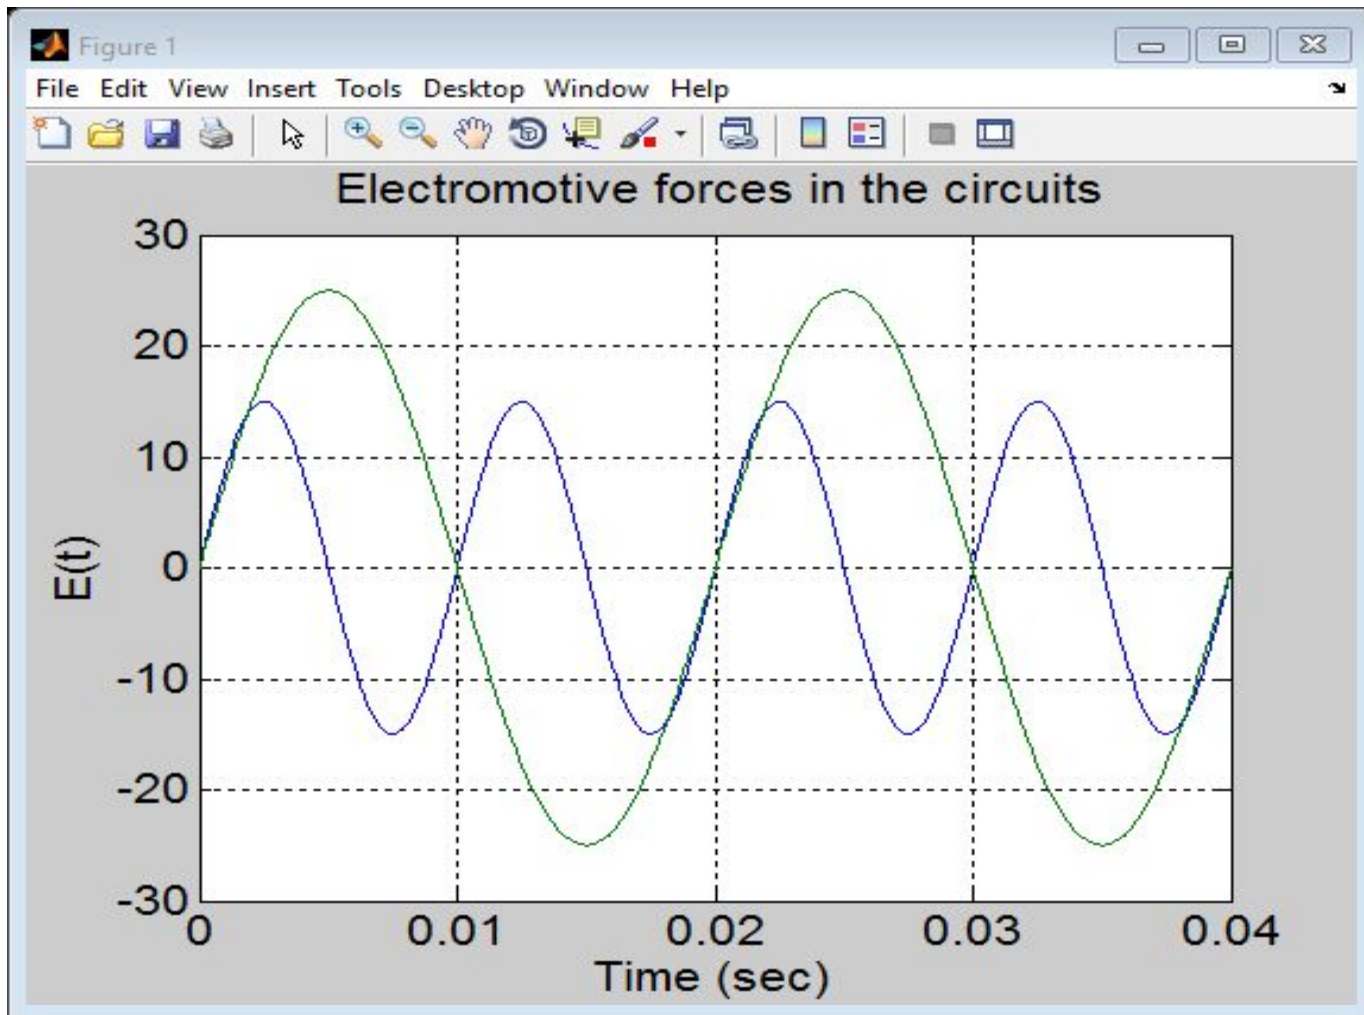 Figure 1
File Edit View Insert Tools Desktop Window Help
Electromotive forces in the circuits
30
20
10
0
-10
-20
-30
E(t)
0 0.01 0.02 0.03 0.04
Time (sec)